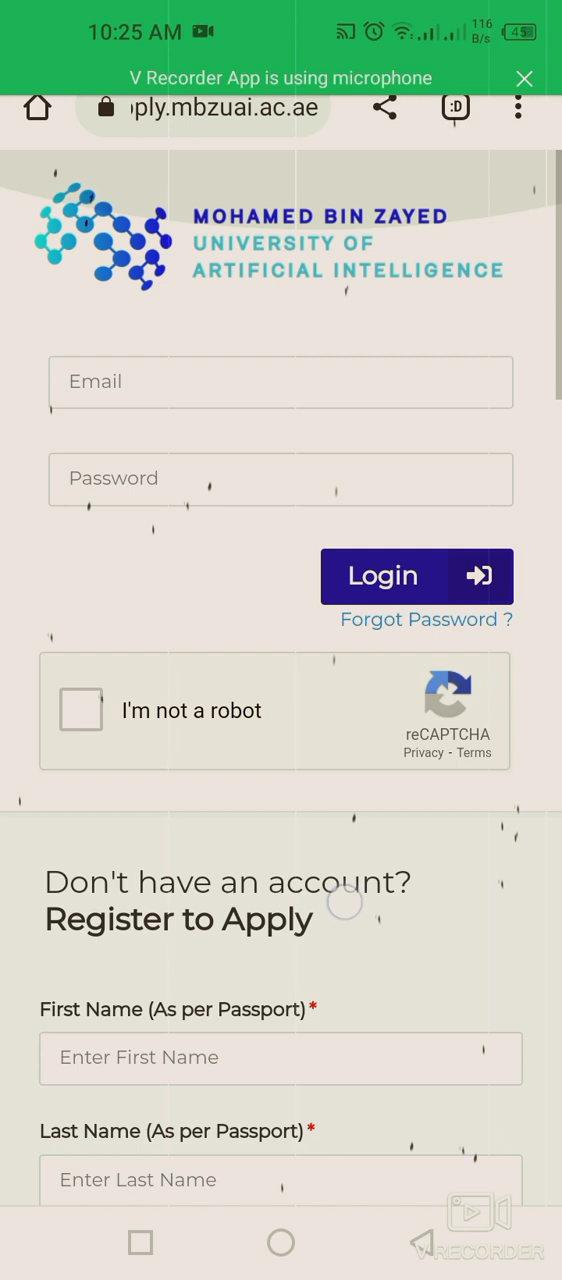 10:25 AM
116
B/s
45
V Recorder App is using microphone
ply.mbzuai.ac.ae
:D
MOHAMED BIN ZAYED
UNIVERSITY OF
ARTIFICIAL INTELLIGENCE
Email
Password
Login
Forgot Password ?
I'm not a robot
reCAPTCHA
Privacy - Terms
Don't have an account?
Register to Apply
First Name (As per Passport)*
Enter First Name
Last Name (As per Passport)*
Enter Last Name
V RECORDER